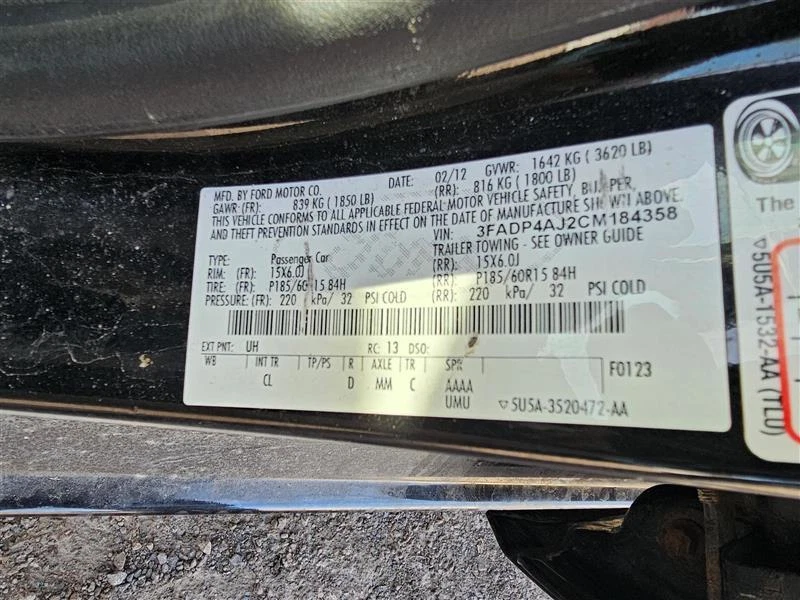 MFD. BY FORD MOTOR CO. DATE: 02/12 GVWR: 1642 KG ( 3620 LB)
GAWR: (FR): 839 KG ( 1850 LB) (RR): 816 KG ( 1800 LB)
THIS VEHICLE CONFORMS TO ALL APPLICABLE FEDERAL MOTOR VEHICLE SAFETY, BUMPER,
AND THEFT PREVENTION STANDARDS IN EFFECT ON THE DATE OF MANUFACTURE SHOWN ABOVE.
VIN: 3FADP4AJ2CM184358
TYPE: Passenger Car TRAILER TOWING - SEE OWNER GUIDE
RIM: (FR): 15X6.0J (RR): 15X6.0J
TIRE: (FR): P185/60R15 84H (RR): P185/60R15 84H
PRESSURE: (FR): 220 kPa/ 32 PSI COLD (RR): 220 kPa/ 32 PSI COLD
EXT PNT: UH RC: 13 DSO:
WB INT TR TP/PS R AXLE TR SPR F0123
CL D MM C AAAA
UMU ▽5U5A-3520472-AA
The
▽5U5A-1532-AA (TLU)